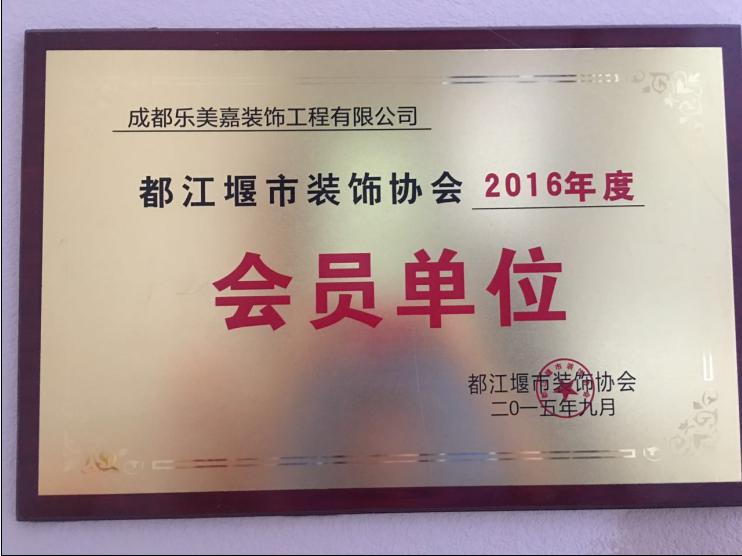 成都乐美嘉装饰工程有限公司
都江堰市装饰协会 2016年度
会员单位
都江堰市装饰协会
二0一五年九月